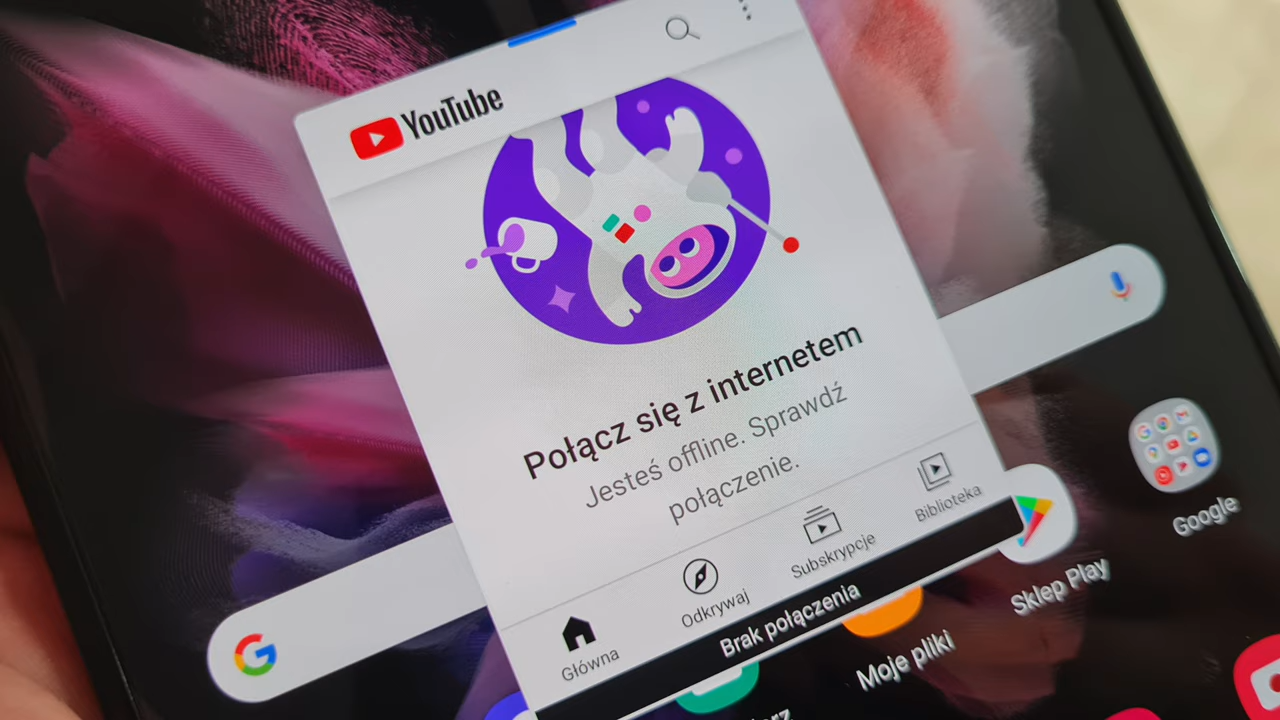 YouTube
Połącz się z internetem
Jesteś offline. Sprawdź
połączenie.
Główna
Odkrywaj
Subskrypcje
Biblioteka
Brak połączenia
Moje pliki
Sklep Play
Google